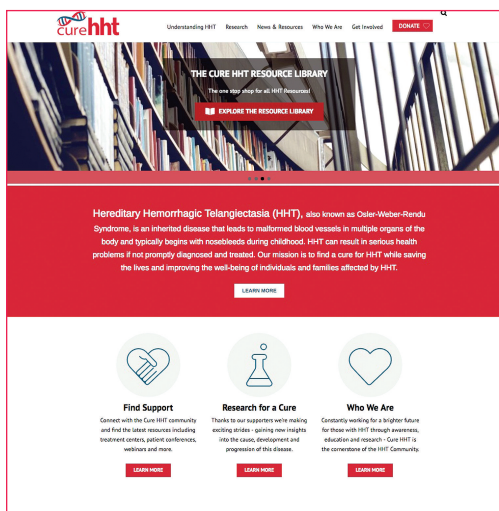 curehht
Understanding HHT Research News & Resources Who We Are Get Involved DONATE
THE CURE HHT RESOURCE LIBRARY
The one stop shop for all HHT Resources!
EXPLORE THE RESOURCE LIBRARY
Hereditary Hemorrhagic Telangiectasia (HHT), also known as Osler-Weber-Rendu
Syndrome, is an inherited disease that leads to malformed blood vessels in multiple organs of the
body and typically begins with nosebleeds during childhood. HHT can result in serious health
problems if not promptly diagnosed and treated. Our mission is to find a cure for HHT while saving
the lives and improving the well-being of individuals and families affected by HHT.
LEARN MORE
Find Support
Connect with the Cure HHT community
and find the latest resources including
treatment centers, patient conferences,
webinars and more.
LEARN MORE
Research for a Cure
Thanks to our supporters we're making
exciting strides - gaining new insights
into the cause, development and
progression of this disease.
LEARN MORE
Who We Are
Constantly working for a brighter future
for those with HHT through awareness,
education and research - Cure HHT is
the cornerstone of the HHT Community.
LEARN MORE